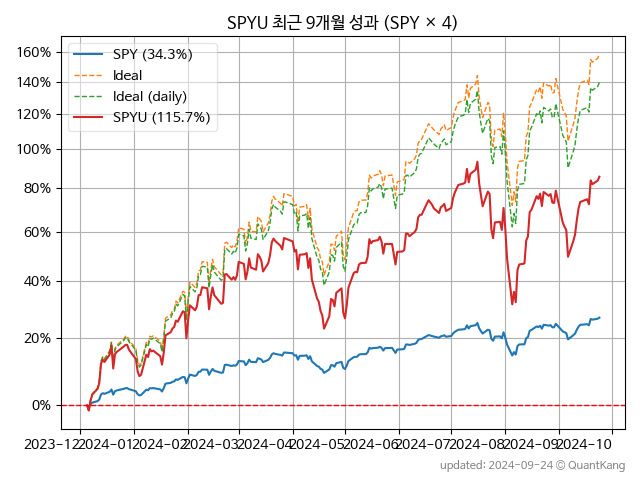 SPYU 최근 9개월 성과 (SPY × 4)
SPY (34.3%)
Ideal
Ideal (daily)
SPYU (115.7%)
160%
140%
120%
100%
80%
60%
40%
20%
0%
2023-12 2024-01 2024-02 2024-03 2024-04 2024-05 2024-06 2024-07 2024-08 2024-09 2024-10
updated: 2024-09-24 @ QuantKang